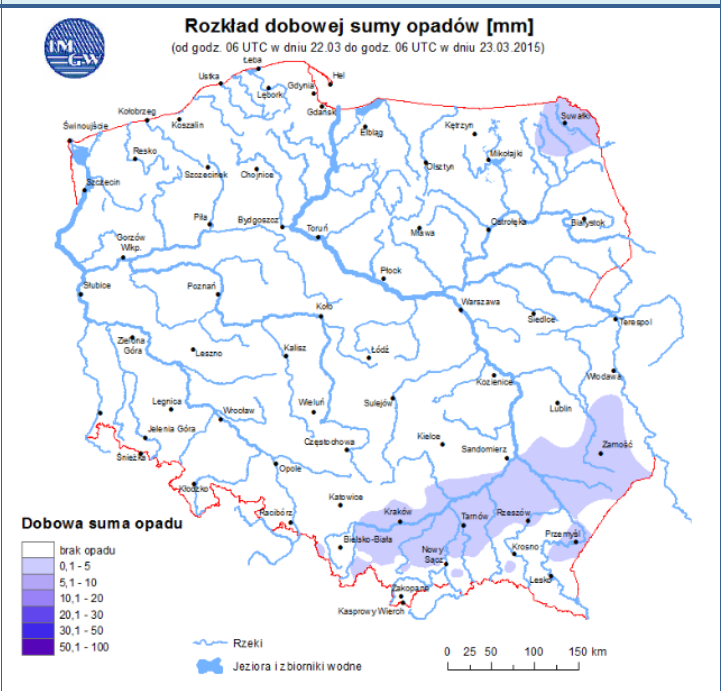 Rozkład dobowej sumy opadów [mm]
(od godz. 06 UTC w dniu 22.03 do godz. 06 UTC w dniu 23.03.2015)
IM
GW
Łeba
Hel
Ustka
Gdynia
Lębork
Gdańsk
Kołobrzeg
Koszalin
Świnoujście
Suwałki
Elbląg
Kętrzyn
Resko
Mikołajki
Szczecinek
Chojnice
Olsztyn
Szczecin
Piła
Bydgoszcz
Toruń
Mława
Ostrołęka
Białystok
Gorzów
Wlkp.
Płock
Słubice
Poznań
Koło
Warszawa
Siedlce
Terespol
Zielona
Góra
Leszno
Kalisz
Łódź
Kozienice
Włodawa
Legnica
Wrocław
Wieluń
Sulejów
Lublin
Jelenia Góra
Śnieżka
Częstochowa
Kielce
Sandomierz
Zamość
Opole
Kłodzko
Katowice
Racibórz
Kraków
Tarnów
Rzeszów
Bielsko-Biała
Przemyśl
Nowy
Sącz
Krosno
Lesko
Zakopane
Kasprowy Wierch
Dobowa suma opadu
brak opadu
0,1 - 5
5,1 - 10
10,1 - 20
20,1 - 30
30,1 - 50
50,1 - 100
Rzeki
Jeziora i zbiorniki wodne
0 25 50 100 150 km